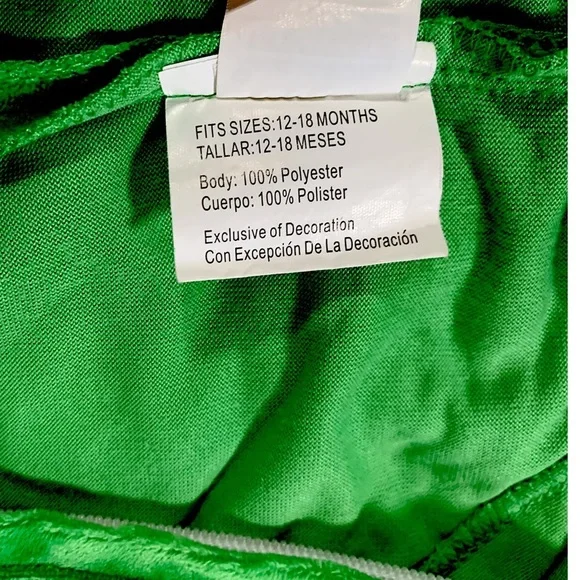 FITS SIZES:12-18 MONTHS
TALLAR:12-18 MESES
Body: 100% Polyester
Cuerpo: 100% Polister
Exclusive of Decoration
Con Excepción De La Decoración